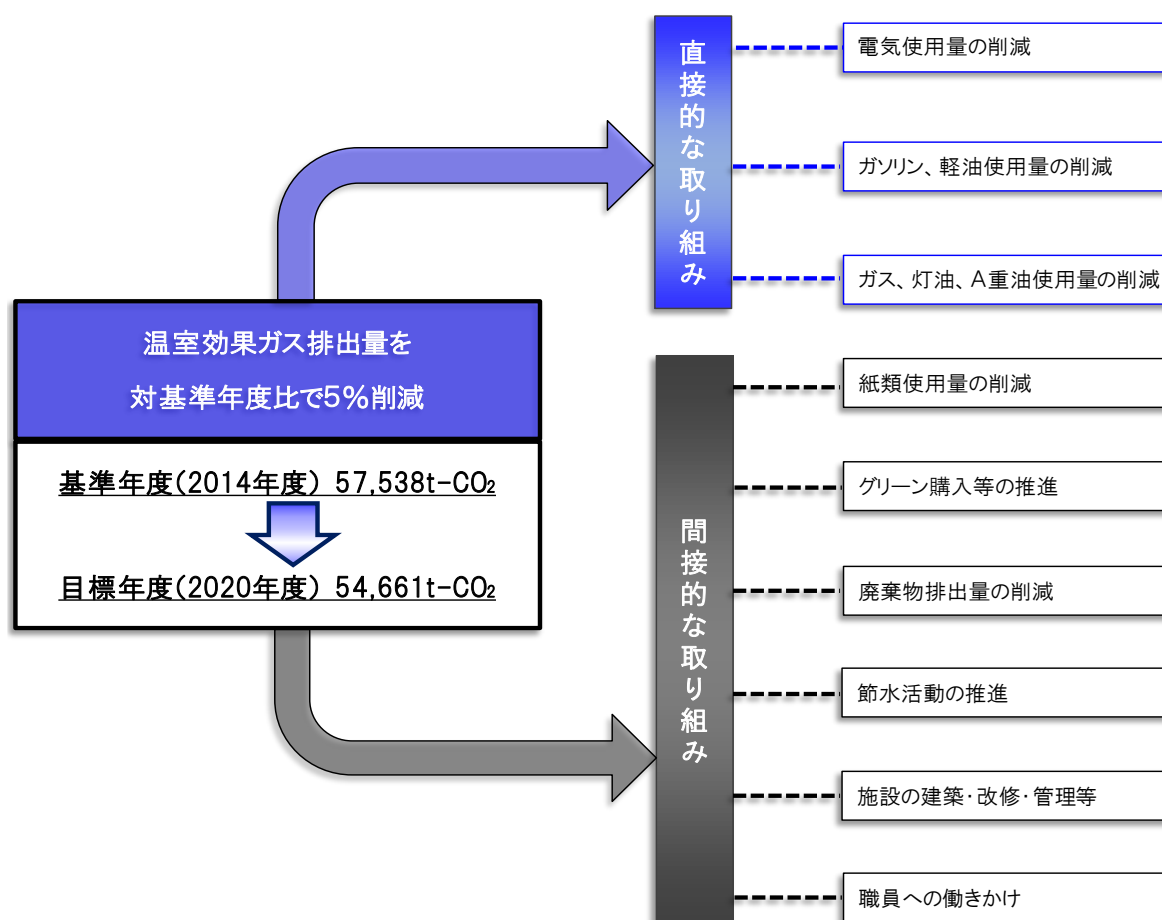 温室効果ガス排出量を
対基準年度比で5%削減
基準年度(2014年度) 57,538t-CO₂
目標年度(2020年度) 54,661t-CO₂
直接的な取り組み
電気使用量の削減
ガソリン、軽油使用量の削減
ガス、灯油、A重油使用量の削減
間接的な取り組み
紙類使用量の削減
グリーン購入等の推進
廃棄物排出量の削減
節水活動の推進
施設の建築・改修・管理等
職員への働きかけ